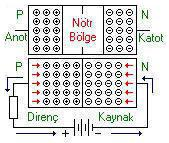 P Nötr N
Anot Bölge Katot
P N
Direnç Kaynak
+ -